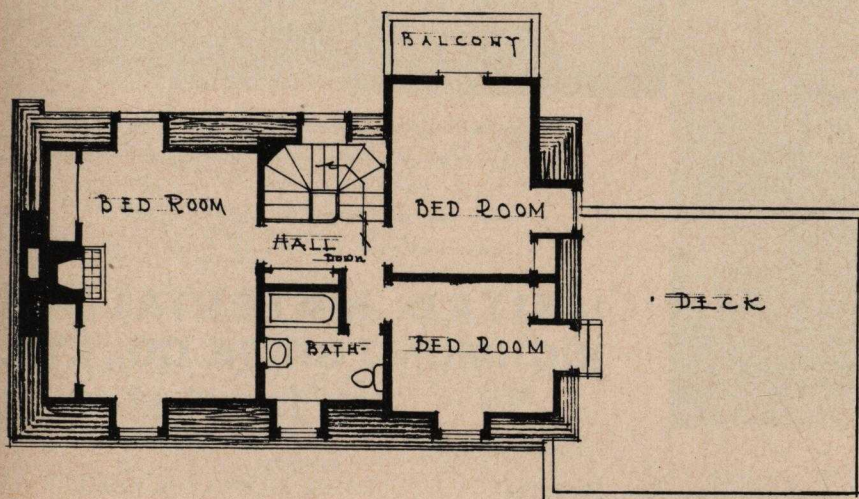 BALCONY
BED ROOM
BED ROOM
HALL
DOWN
DECK
BATH-
BED ROOM